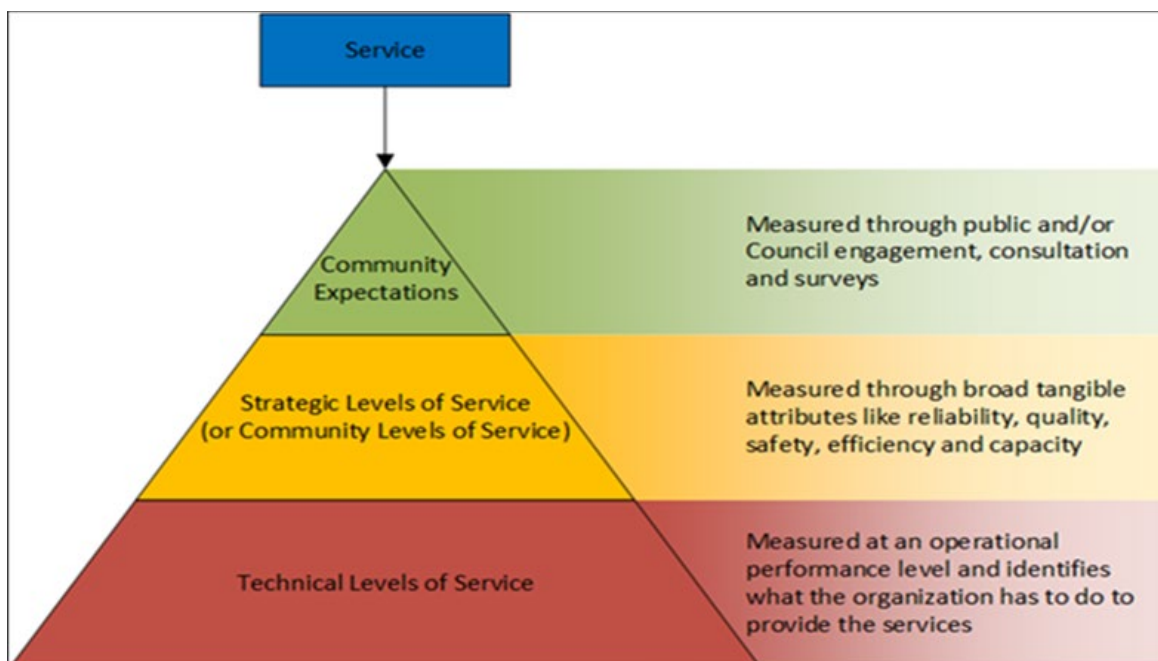 Service
Community
Expectations
Measured through public and/or
Council engagement, consultation
and surveys
Strategic Levels of Service
(or Community Levels of Service)
Measured through broad tangible
attributes like reliability, quality,
safety, efficiency and capacity
Technical Levels of Service
Measured at an operational
performance level and identifies
what the organization has to do to
provide the services